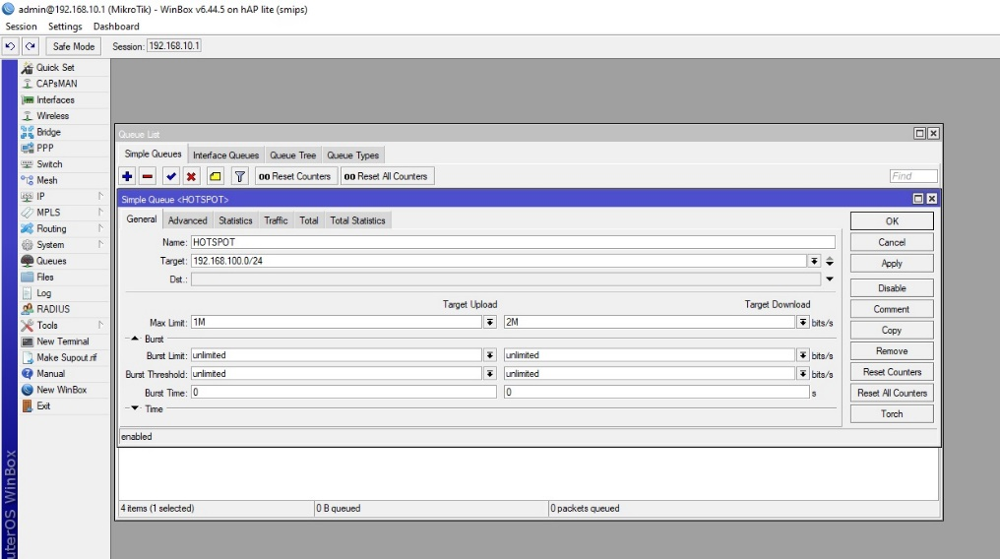 admin@192.168.10.1 (MikroTik) - WinBox v6.44.5 on hAP lite (smips)
Session Settings Dashboard
Safe Mode Session: 192.168.10.1
Quick Set
CAPsMAN
Interfaces
Wireless
Bridge
PPP
Switch
Mesh
IP
MPLS
Routing
System
Queues
Files
Log
RADIUS
Tools
New Terminal
Make Supout.rif
Manual
New WinBox
Exit
uterOS WinBox
Queue List
Simple Queues Interface Queues Queue Tree Queue Types
00 Reset Counters 00 Reset All Counters Find
Simple Queue <HOTSPOT>
General Advanced Statistics Traffic Total Total Statistics
Name: HOTSPOT
Target: 192.168.100.0/24
Dst.:
Target Upload Target Download
Max Limit: 1M 2M bits/s
Burst
Burst Limit: unlimited unlimited bits/s
Burst Threshold: unlimited unlimited bits/s
Burst Time: 0 0 s
Time
enabled
OK
Cancel
Apply
Disable
Comment
Copy
Remove
Reset Counters
Reset All Counters
Torch
4 items (1 selected) 0 B queued 0 packets queued